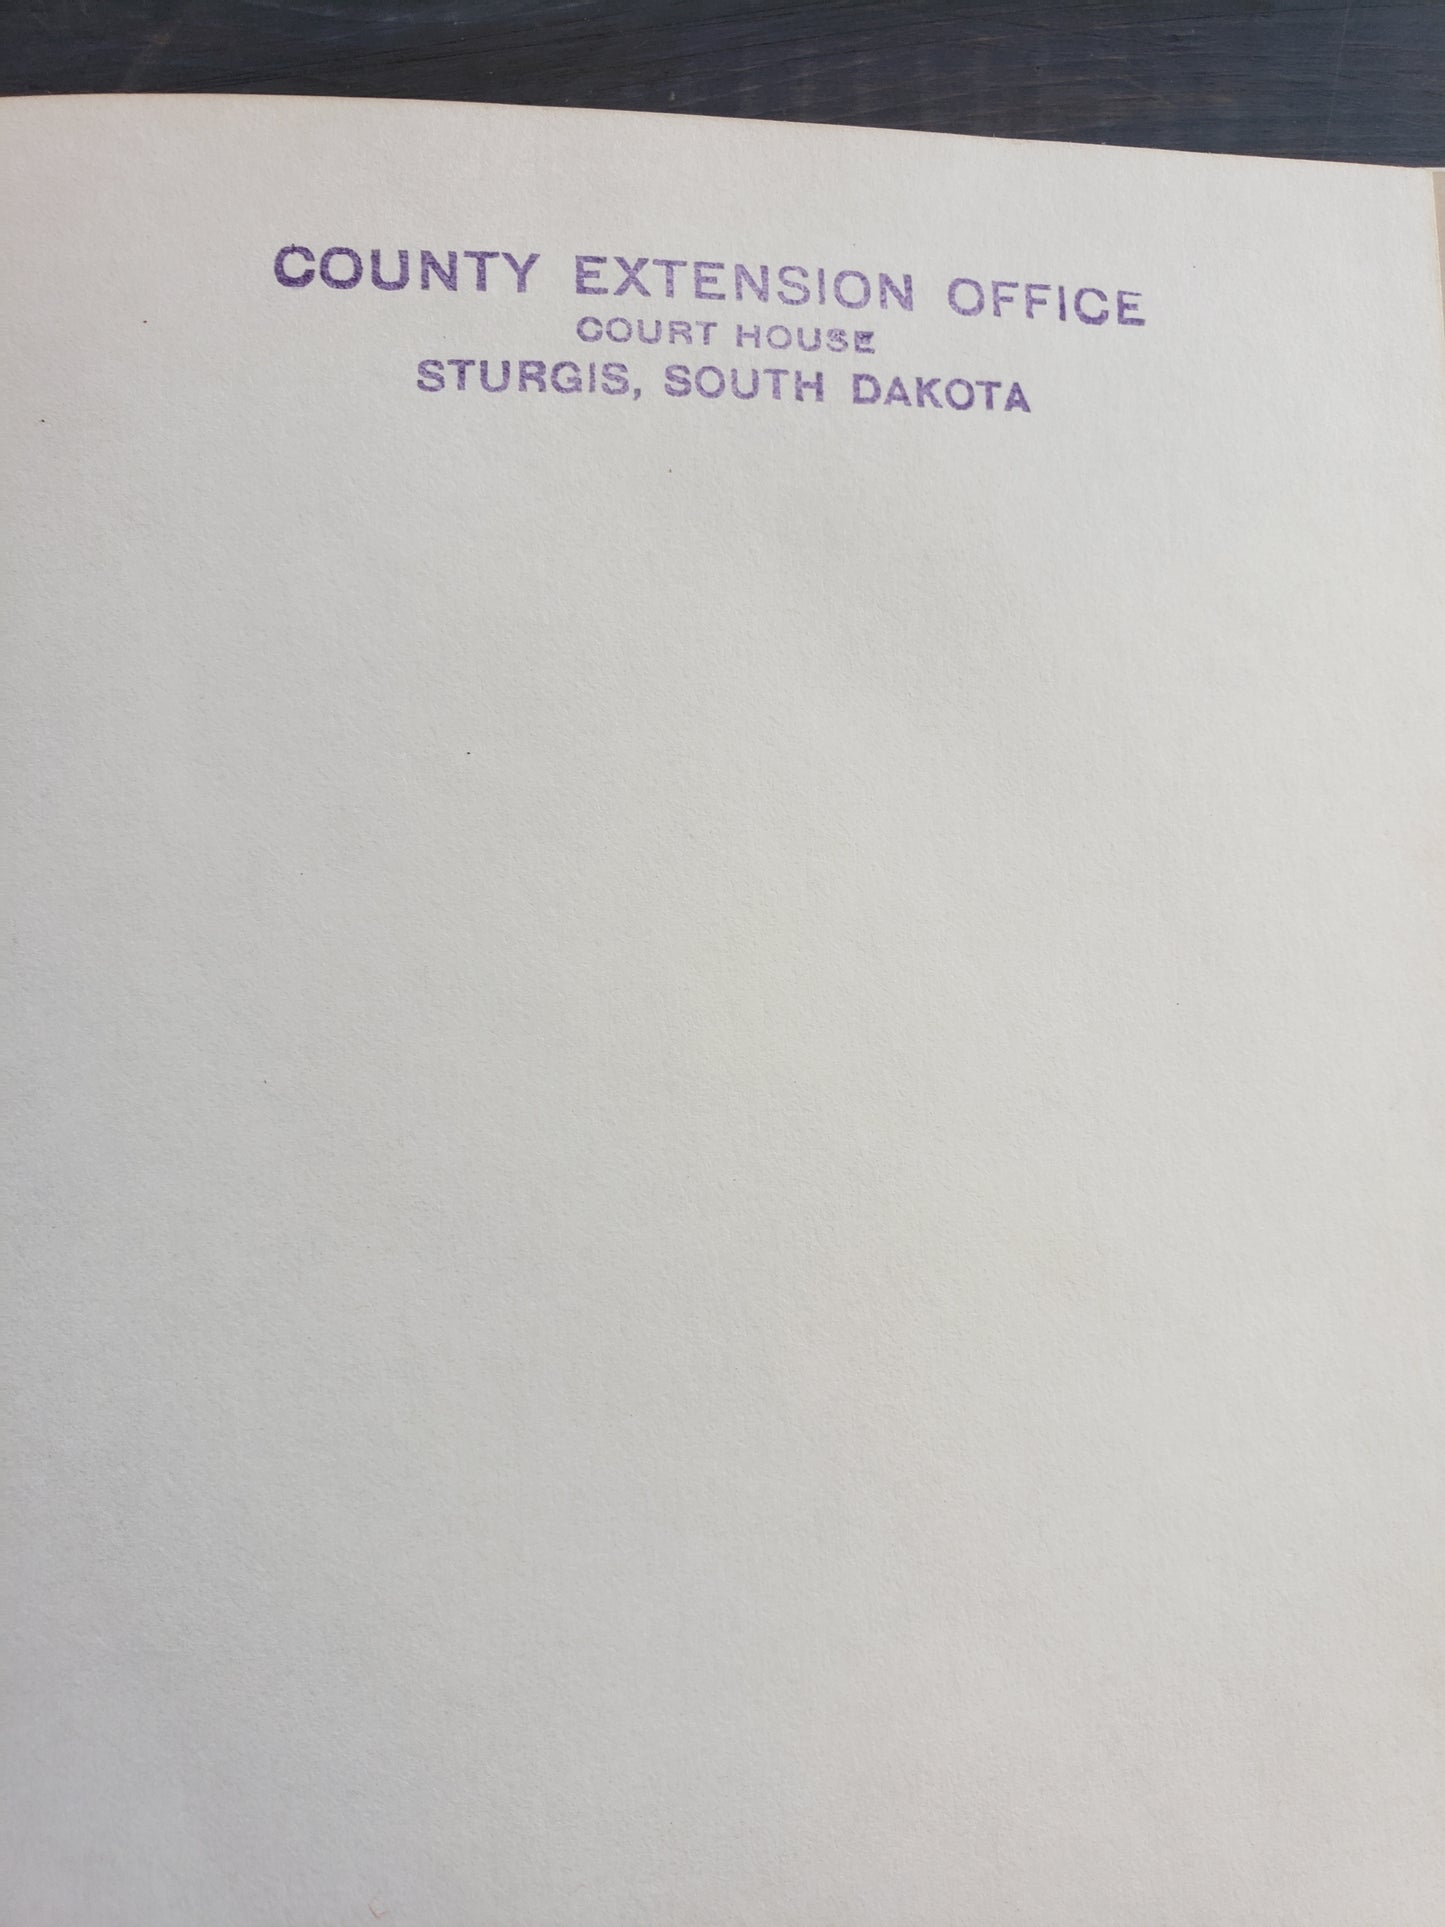 COUNTY EXTENSION OFFICE
COURT HOUSE
STURGIS, SOUTH DAKOTA